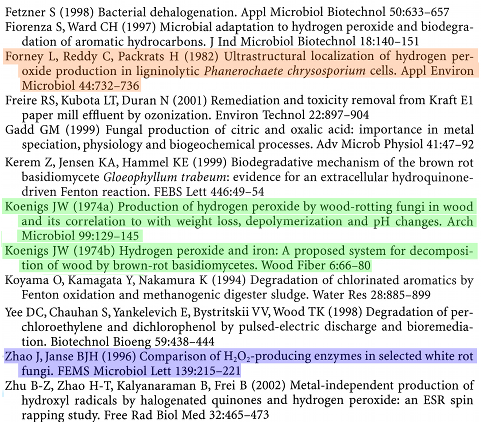 Fetzner S (1998) Bacterial dehalogenation. Appl Microbiol Biotechnol 50:633–657
Fiorenza S, Ward CH (1997) Microbial adaptation to hydrogen peroxide and biodegra-
dation of aromatic hydrocarbons. J Ind Microbiol Biotechnol 18:140–151
Forney L, Reddy C, Packrats H (1982) Ultrastructural localization of hydrogen per-
oxide production in ligninolytic Phanerochaete chrysosporium cells. Appl Environ
Microbiol 44:732–736
Freire RS, Kubota LT, Duran N (2001) Remediation and toxicity removal from Kraft E1
paper mill effluent by ozonization. Environ Technol 22:897–904
Gadd GM (1999) Fungal production of citric and oxalic acid: importance in metal
speciation, physiology and biogeochemical processes. Adv Microb Physiol 41:47–92
Kerem Z, Jensen KA, Hammel KE (1999) Biodegradative mechanism of the brown rot
basidiomycete Gloeophyllum trabeum: evidence for an extracellular hydroquinone-
driven Fenton reaction. FEBS Lett 446:49–54
Koenigs JW (1974a) Production of hydrogen peroxide by wood-rotting fungi in wood
and its correlation to with weight loss, depolymerization and pH changes. Arch
Microbiol 99:129–145
Koenigs JW (1974b) Hydrogen peroxide and iron: A proposed system for decomposi-
tion of wood by brown-rot basidiomycetes. Wood Fiber 6:66–80
Koyama O, Kamagata Y, Nakamura K (1994) Degradation of chlorinated aromatics by
Fenton oxidation and methanogenic digester sludge. Water Res 28:885–899
Yee DC, Chauhan S, Yankelevich E, Bystritskii VV, Wood TK (1998) Degradation of per-
chloroethylene and dichlorophenol by pulsed-electric discharge and bioremedia-
tion. Biotechnol Bioeng 59:438–444
Zhao J, Janse BJH (1996) Comparison of H₂O₂-producing enzymes in selected white rot
fungi. FEMS Microbiol Lett 139:215–221
Zhu B-Z, Zhao H-T, Kalyanaraman B, Frei B (2002) Metal-independent production of
hydroxyl radicals by halogenated quinones and hydrogen peroxide: an ESR spin
rapping study. Free Rad Biol Med 32:465–473